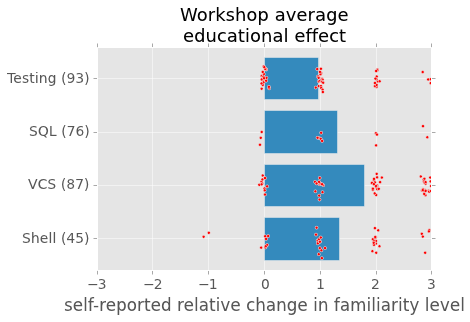 Workshop average
educational effect
Testing (93)
SQL (76)
VCS (87)
Shell (45)
−3 −2 −1 0 1 2 3
self-reported relative change in familiarity level